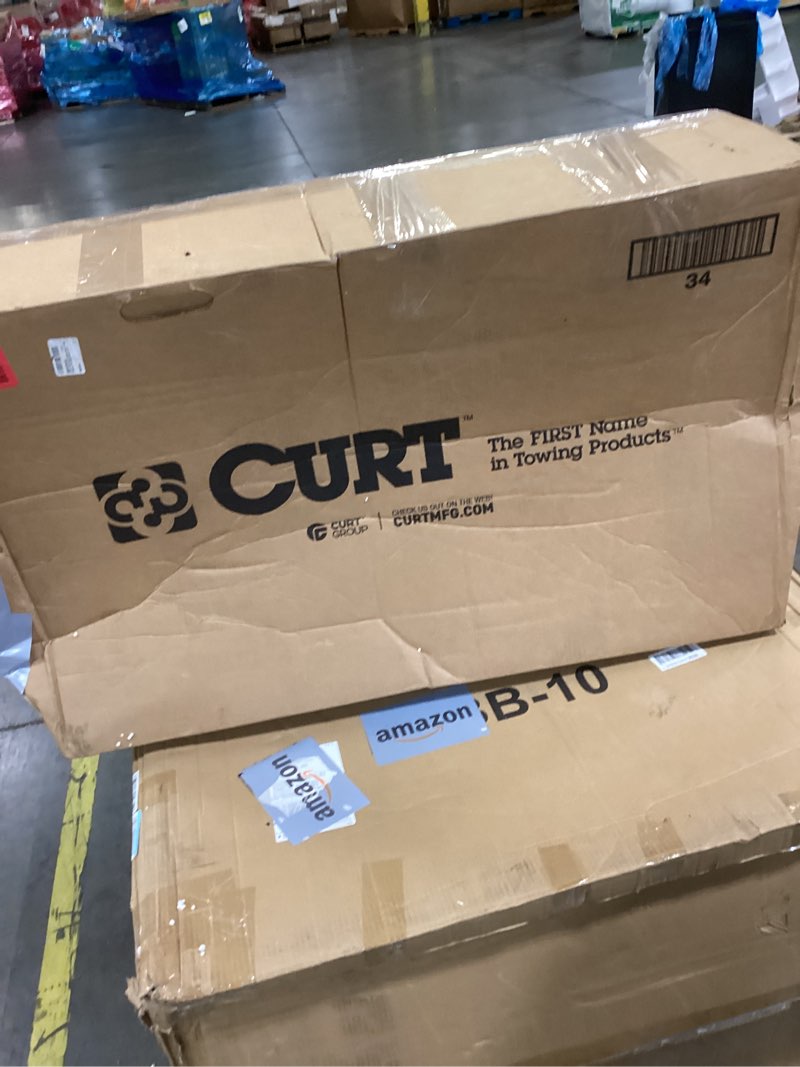 34
CURT™
The FIRST Name
in Towing Products™
CURT
GROUP
CHECK US OUT ON THE WEB!
CURTMFG.COM
B-10
amazon
amazon